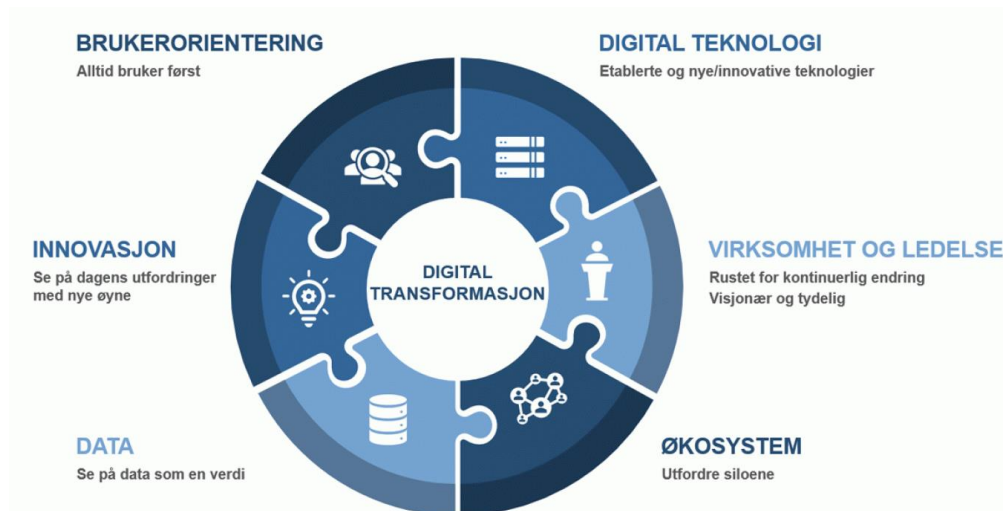 BRUKERORIENTERING
Alltid bruker først
DIGITAL TEKNOLOGI
Etablerte og nye/innovative teknologier
INNOVASJON
Se på dagens utfordringer
med nye øyne
DIGITAL
TRANSFORMASJON
VIRKSOMHET OG LEDELSE
Rustet for kontinuerlig endring
Visjonær og tydelig
DATA
Se på data som en verdi
ØKOSYSTEM
Utfordre siloene